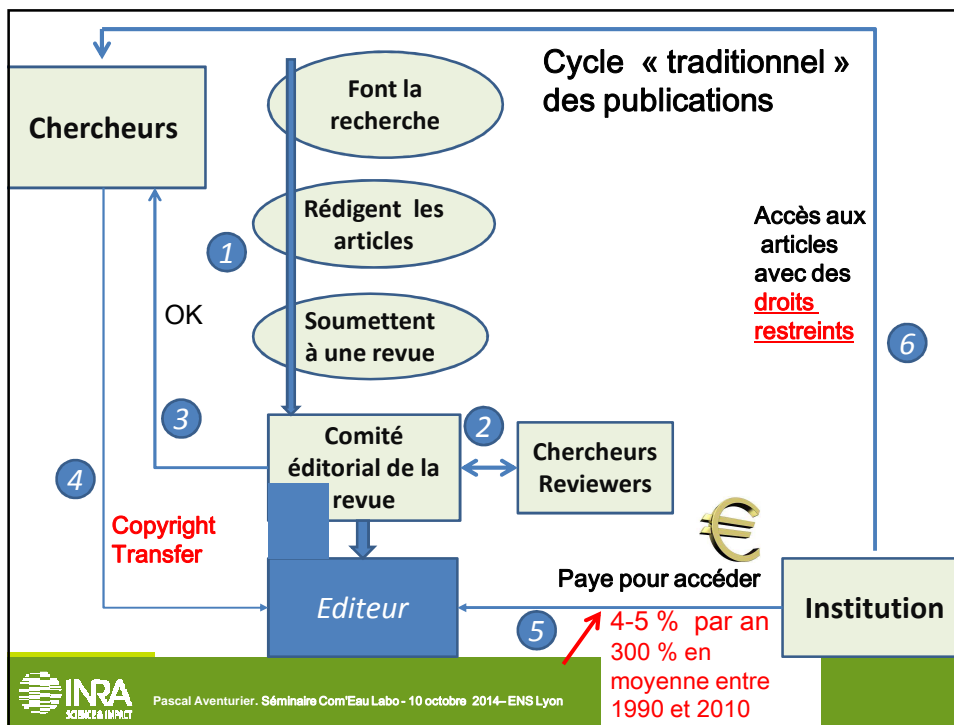 Cycle « traditionnel »
des publications
Chercheurs
Font la
recherche
Rédigent les
articles
Soumettent
à une revue
1
OK
3
4
Copyright
Transfer
Comité
éditorial de la
revue
2
Chercheurs
Reviewers
Editeur
€
Paye pour accéder
5
4-5 % par an
300 % en
moyenne entre
1990 et 2010
Institution
Accès aux
articles
avec des
droits
restreints
6
INRA
SCIENCE & IMPACT
Pascal Aventurier. Séminaire Com'Eau Labo - 10 octobre 2014– ENS Lyon